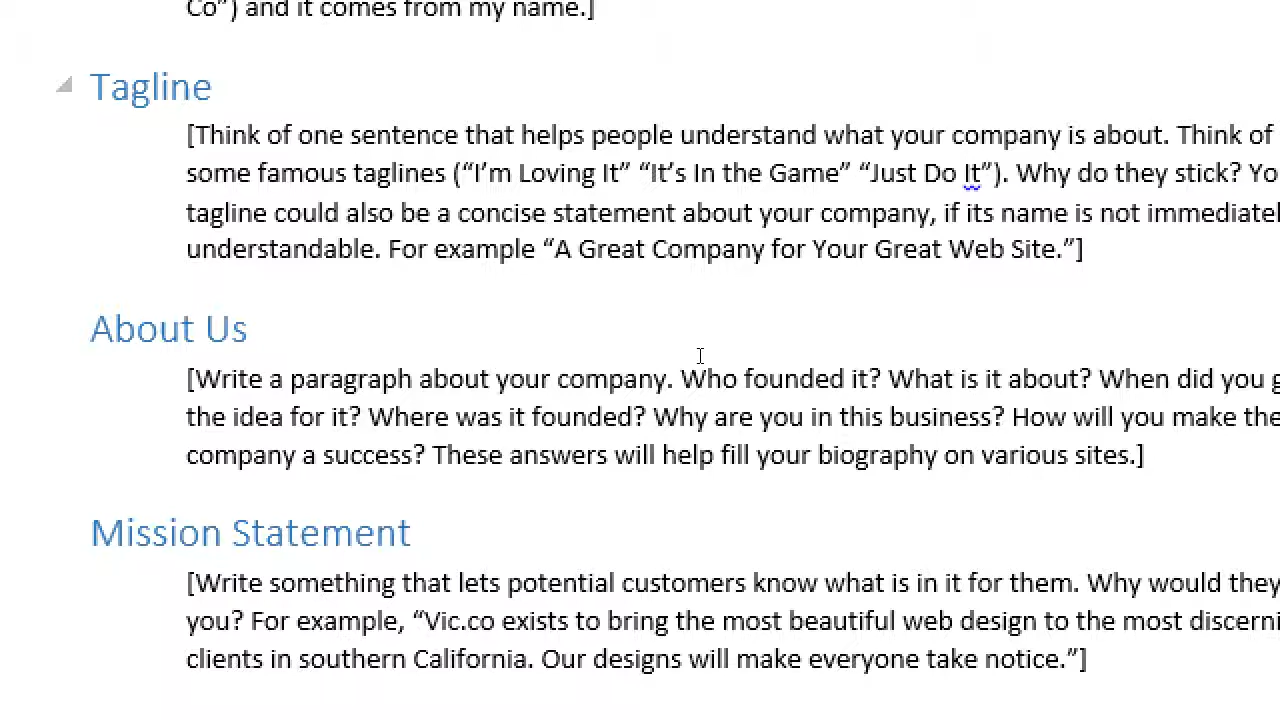 Co”) and it comes from my name.]
Tagline
[Think of one sentence that helps people understand what your company is about. Think of
some famous taglines (“I’m Loving It” “It’s In the Game” “Just Do It”). Why do they stick? Yo
tagline could also be a concise statement about your company, if its name is not immediatel
understandable. For example “A Great Company for Your Great Web Site.”]
About Us
[Write a paragraph about your company. Who founded it? What is it about? When did you g
the idea for it? Where was it founded? Why are you in this business? How will you make the
company a success? These answers will help fill your biography on various sites.]
Mission Statement
[Write something that lets potential customers know what is in it for them. Why would they
you? For example, “Vic.co exists to bring the most beautiful web design to the most discerni
clients in southern California. Our designs will make everyone take notice.”]